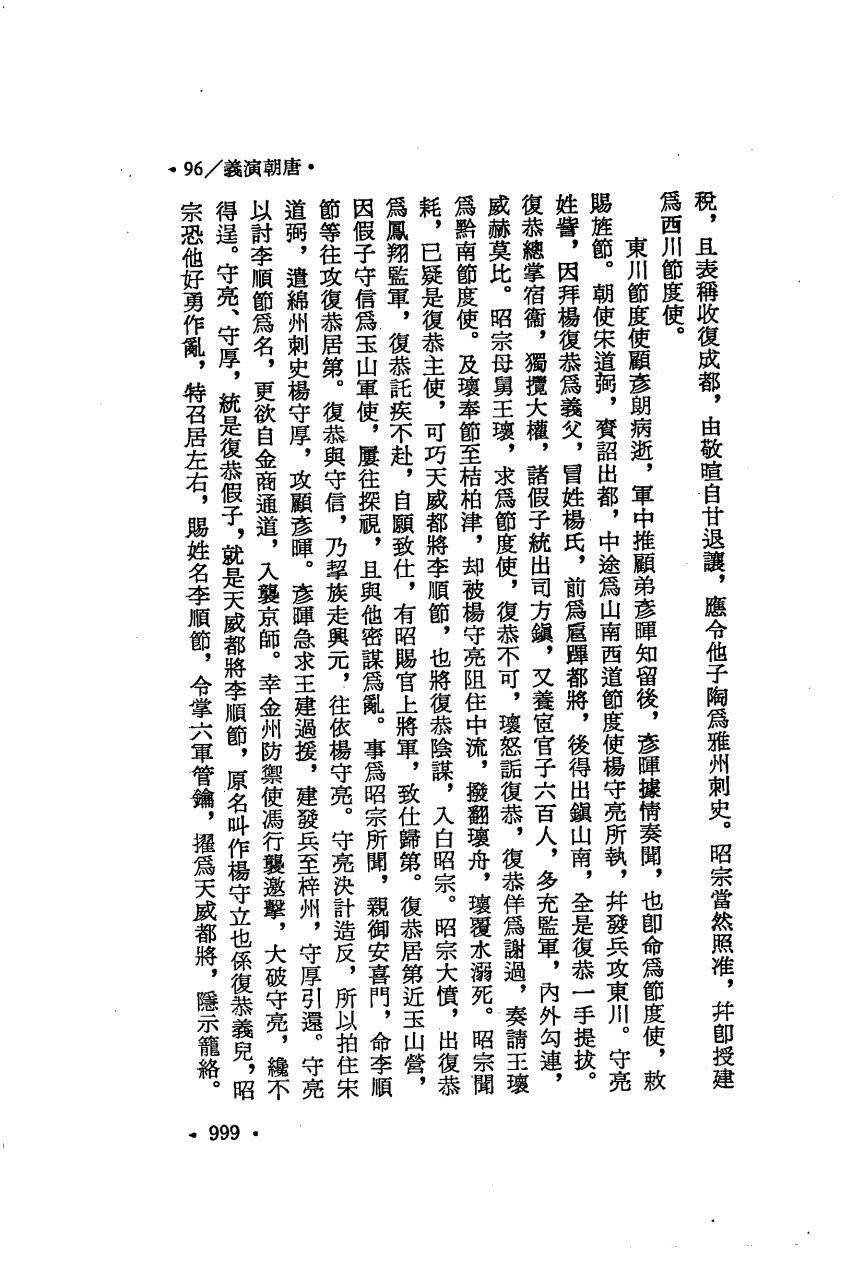 •唐朝演義/96•
稅，且表稱收復成都，由敬暄自甘退讓，應令他子陶爲雅州刺史。昭宗當然照准，幷卽授建
爲西川節度使。
東川節度使顧彥朗病逝，軍中推顧弟彥暉知留後，彥暉據情奏聞，也卽命爲節度使，敕
賜旌節。朝使宋道弼，賫詔出都，中途爲山南西道節度使楊守亮所執，幷發兵攻東川。守亮
姓訾，因拜楊復恭爲義父，冒姓楊氏，前爲扈蹕都將，後得出鎭山南，全是復恭一手提拔。
復恭總掌宿衞，獨攬大權，諸假子統出司方鎭，又養宦官子六百人，多充監軍，內外勾連，
威赫莫比。昭宗母舅王瓌，求爲節度使，復恭不可，瓌怒詬復恭，復恭佯爲謝過，奏請王瓌
爲黔南節度使。及瓌奉節至桔柏津，却被楊守亮阻住中流，撥翻瓌舟，瓌覆水溺死。昭宗聞
耗，已疑是復恭主使，可巧天威都將李順節，也將復恭陰謀，入白昭宗。昭宗大憤，出復恭
爲鳳翔監軍，復恭託疾不赴，自願致仕，有昭賜官上將軍，致仕歸第。復恭居第近玉山營，
因假子守信爲玉山軍使，屢往探視，且與他密謀爲亂。事爲昭宗所聞，親御安喜門，命李順
節等往攻復恭居第。復恭與守信，乃挈族走興元，往依楊守亮。守亮決計造反，所以拍住宋
道弼，遣綿州刺史楊守厚，攻顧彥暉。彥暉急求王建過援，建發兵至梓州，守厚引還。守亮
以討李順節爲名，更欲自金商通道，入襲京師。幸金州防禦使馮行襲邀擊，大破守亮，纔不
得逞。守亮、守厚，統是復恭假子，就是天威都將李順節，原名叫作楊守立也係復恭義兒，昭
宗恐他好勇作亂，特召居左右，賜姓名李順節，令掌六軍管鑰，擢爲天威都將，隱示籠絡。
•999•